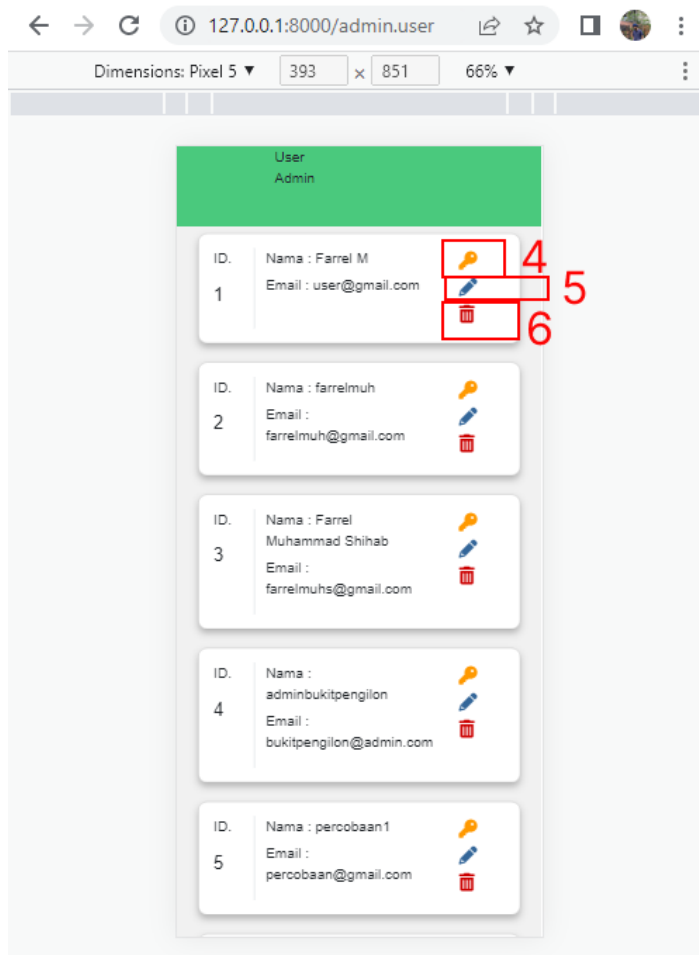 127.0.0.1:8000/admin.user
Dimensions: Pixel 5 ▼ 393 x 851 66% ▼
User
Admin
ID. Nama : Farrel M 4
1 Email : user@gmail.com 5
6
ID. Nama : farrelmuh
2 Email :
farrelmuh@gmail.com
ID. Nama : Farrel
3 Muhammad Shihab
Email :
farrelmuhs@gmail.com
ID. Nama :
4 adminbukitpengilon
Email :
bukitpengilon@admin.com
ID. Nama : percobaan1
5 Email :
percobaan@gmail.com